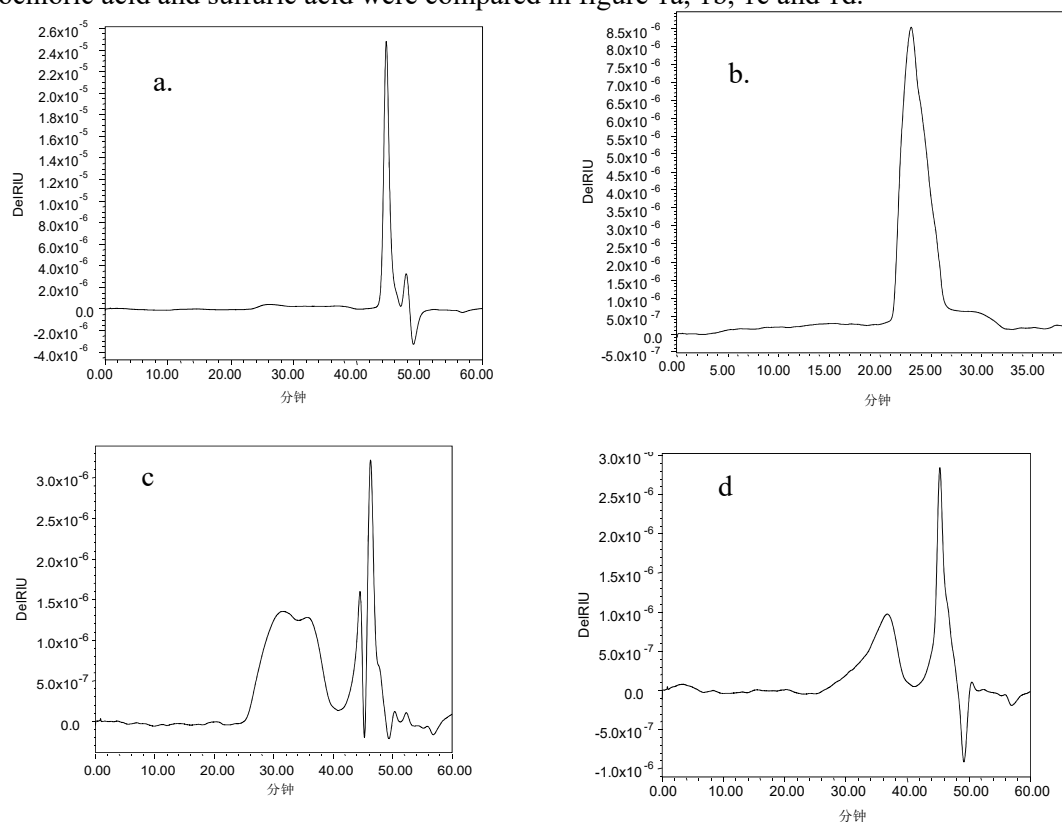 ochloric acid and sulfuric acid were compared in figure 1a, 1b, 1c and 1d.
a.
2.6x10-5
2.4x10-5
2.2x10-5
2.0x10-5
1.8x10-5
1.6x10-5
1.4x10-5
1.2x10-5
1.0x10-5
8.0x10-6
6.0x10-6
4.0x10-6
2.0x10-6
0.0
-2.0x10-6
-4.0x10-6
DelRIU
0.00 10.00 20.00 30.00 40.00 50.00 60.00
分钟
b.
8.5x10-6
8.0x10-6
7.5x10-6
7.0x10-6
6.5x10-6
6.0x10-6
5.5x10-6
5.0x10-6
4.5x10-6
4.0x10-6
3.5x10-6
3.0x10-6
2.5x10-6
2.0x10-6
1.5x10-6
1.0x10-6
5.0x10-7
0.0
-5.0x10-7
DelRIU
0.00 5.00 10.00 15.00 20.00 25.00 30.00 35.00
分钟
c
3.0x10-6
2.5x10-6
2.0x10-6
1.5x10-6
1.0x10-6
5.0x10-7
0.0
DelRIU
0.00 10.00 20.00 30.00 40.00 50.00 60.00
分钟
d
3.0x10-6
2.5x10-6
2.0x10-6
1.5x10-6
1.0x10-6
5.0x10-7
0.0
-5.0x10-7
-1.0x10-6
DelRIU
0.00 10.00 20.00 30.00 40.00 50.00 60.00
分钟